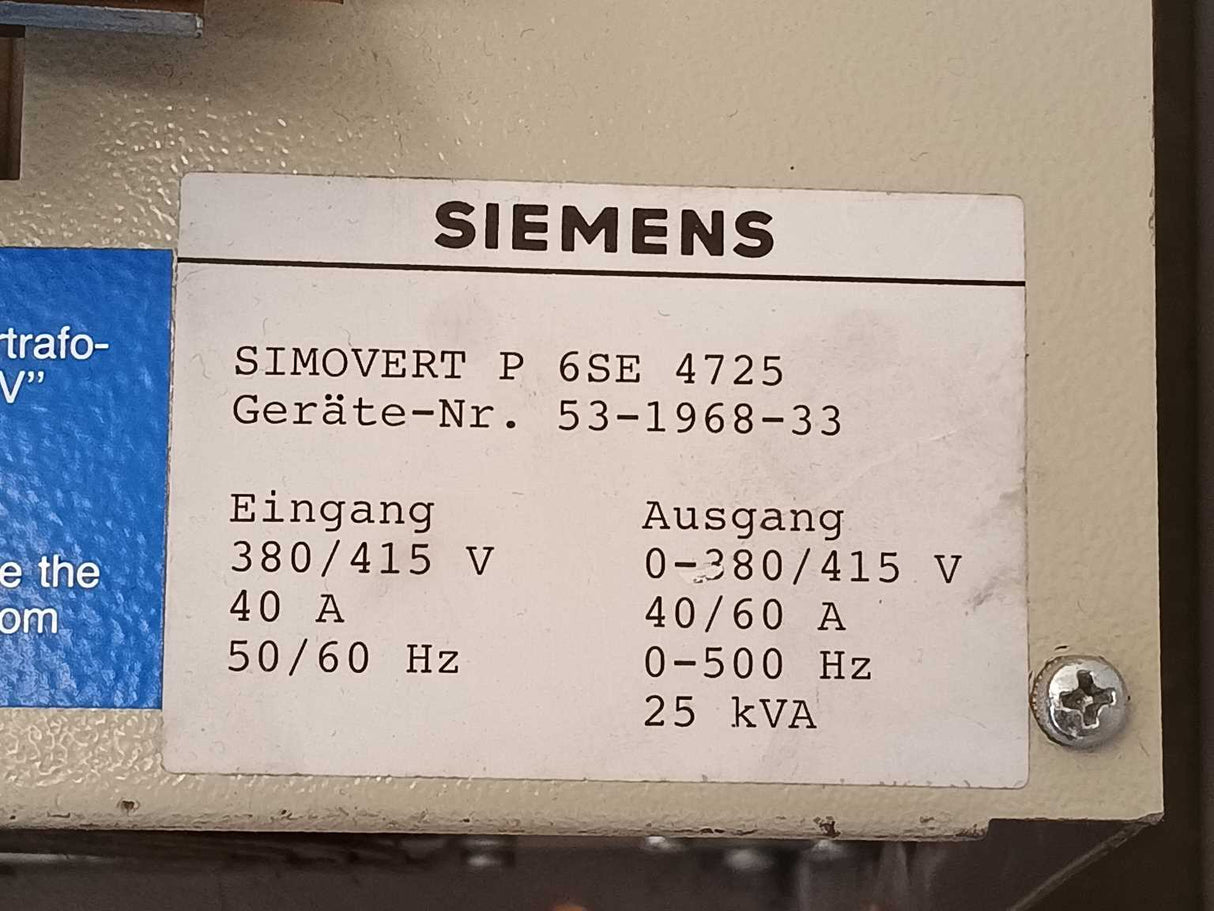 SIEMENS
SIMOVERT P 6SE 4725
Geräte-Nr. 53-1968-33
Eingang
380/415 V
40 A
50/60 Hz
Ausgang
0-380/415 V
40/60 A
0-500 Hz
25 kVA
rtrafo-
V”
e the
om